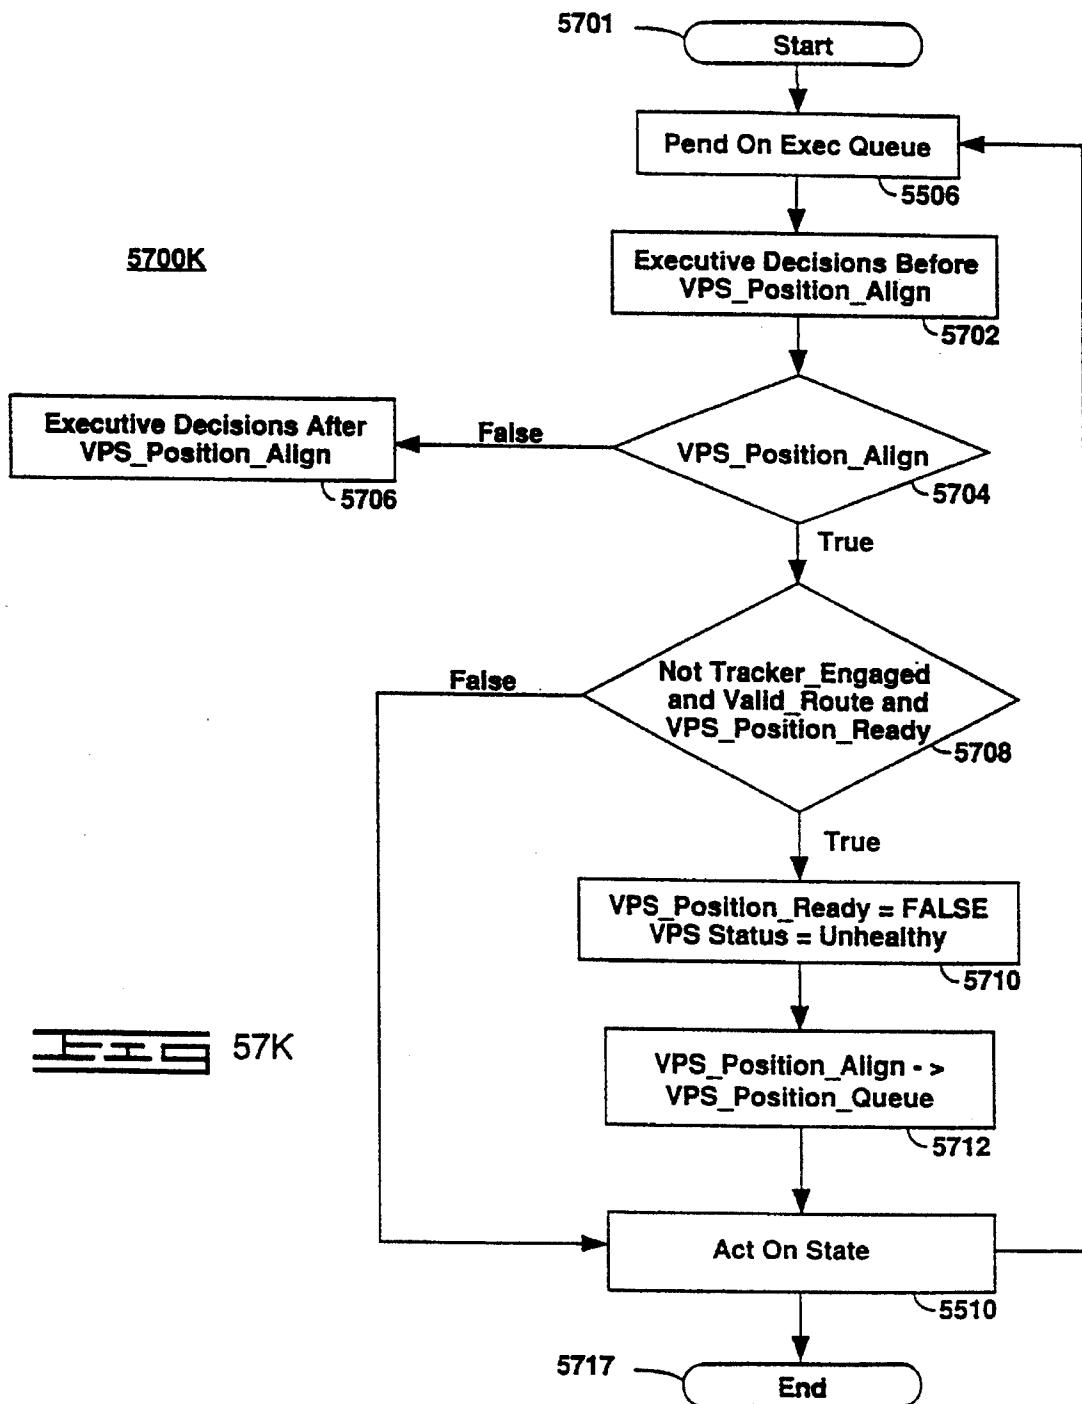 5701
Start
Pend On Exec Queue
5506
5700K
Executive Decisions Before
VPS_Position_Align
5702
Executive Decisions After
VPS_Position_Align
5706
False
VPS_Position_Align
5704
True
False
Not Tracker_Engaged
and Valid_Route and
VPS_Position_Ready
5708
True
VPS_Position_Ready = FALSE
VPS Status = Unhealthy
5710
FIG 57K
VPS_Position_Align - >
VPS_Position_Queue
5712
Act On State
5510
5717
End